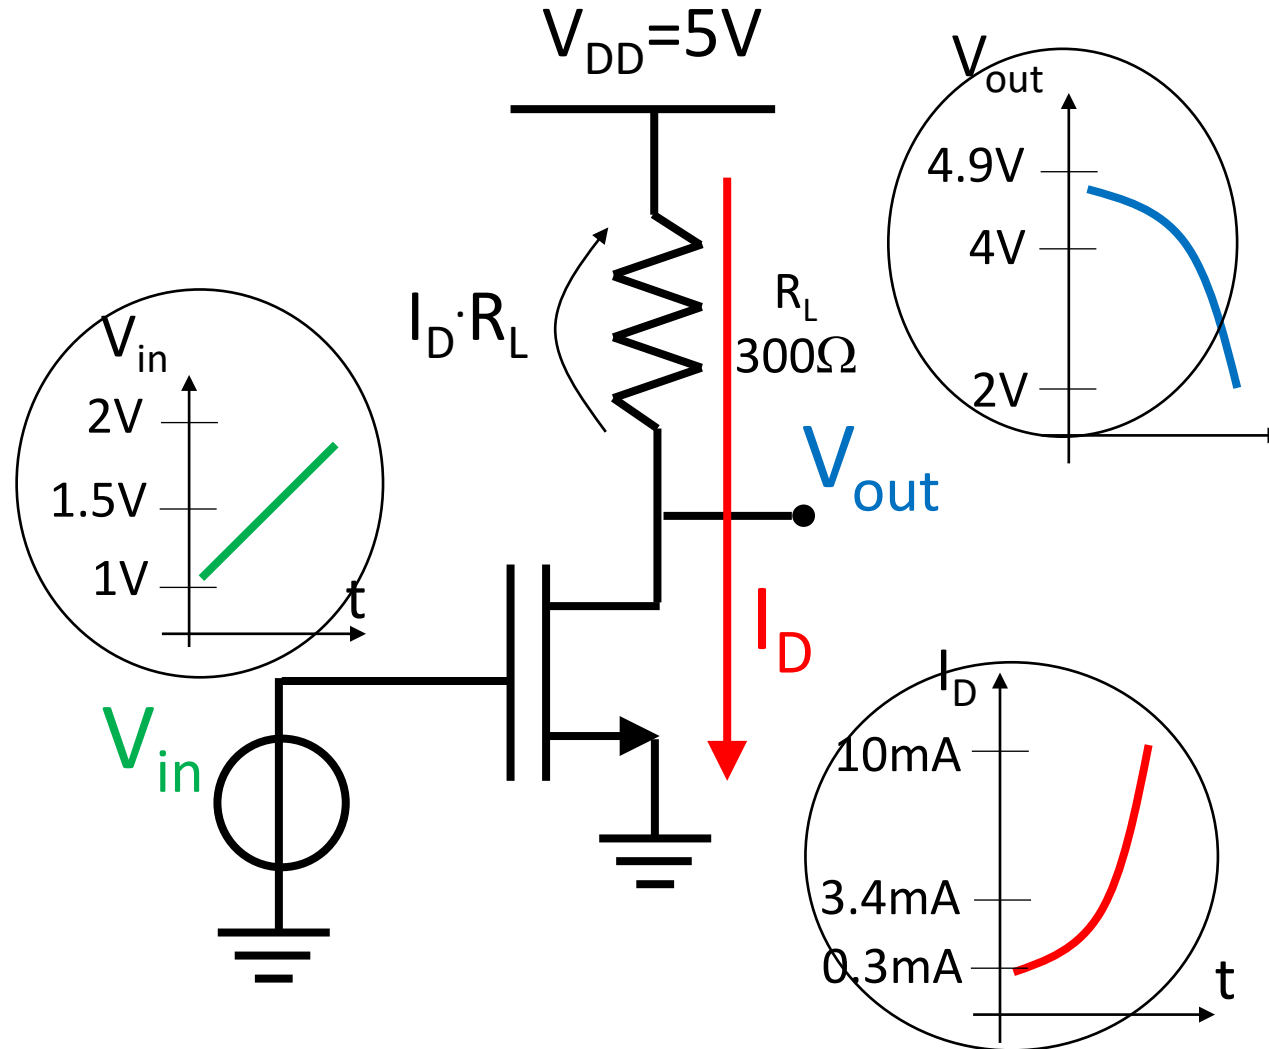 VDD=5V
Vout
4.9V
4V
2V
RL
300Ω
ID·RL
Vin
2V
1.5V
1V
t
Vout
ID
Vin
ID
10mA
3.4mA
0.3mA
t